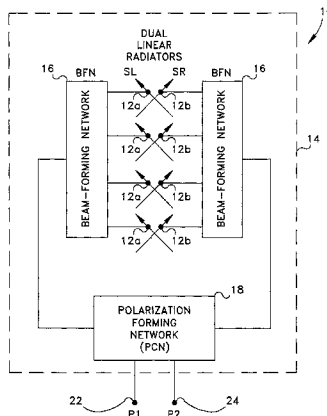 DUAL
LINEAR
RADIATORS
1
16
BFN
SL
SR
BFN
16
BEAM-FORMING NETWORK
12a
12b
12a
12b
12a
12b
12a
12b
BEAM-FORMING NETWORK
14
18
POLARIZATION
FORMING
NETWORK
(PCN)
22
24
P1
P2